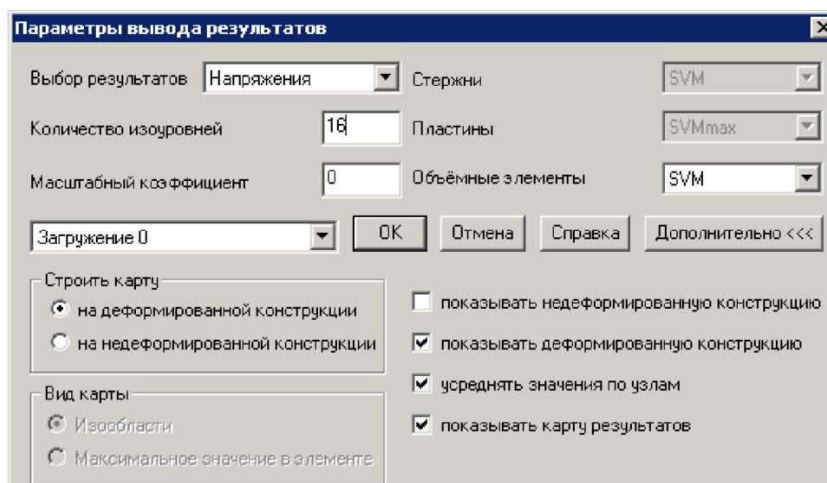 Параметры вывода результатов
Выбор результатов Напряжения Стержни SVM
Количество изоуровней 16 Пластины SVMmax
Масштабный коэффициент 0 Объёмные элементы SVM
Загружение 0 OK Отмена Справка Дополнительно <<<
Строить карту
на деформированной конструкции
на недеформированной конструкции
показывать недеформированную конструкцию
показывать деформированную конструкцию
усреднять значения по узлам
показывать карту результатов
Вид карты
Изообласти
Максимальное значение в элементе